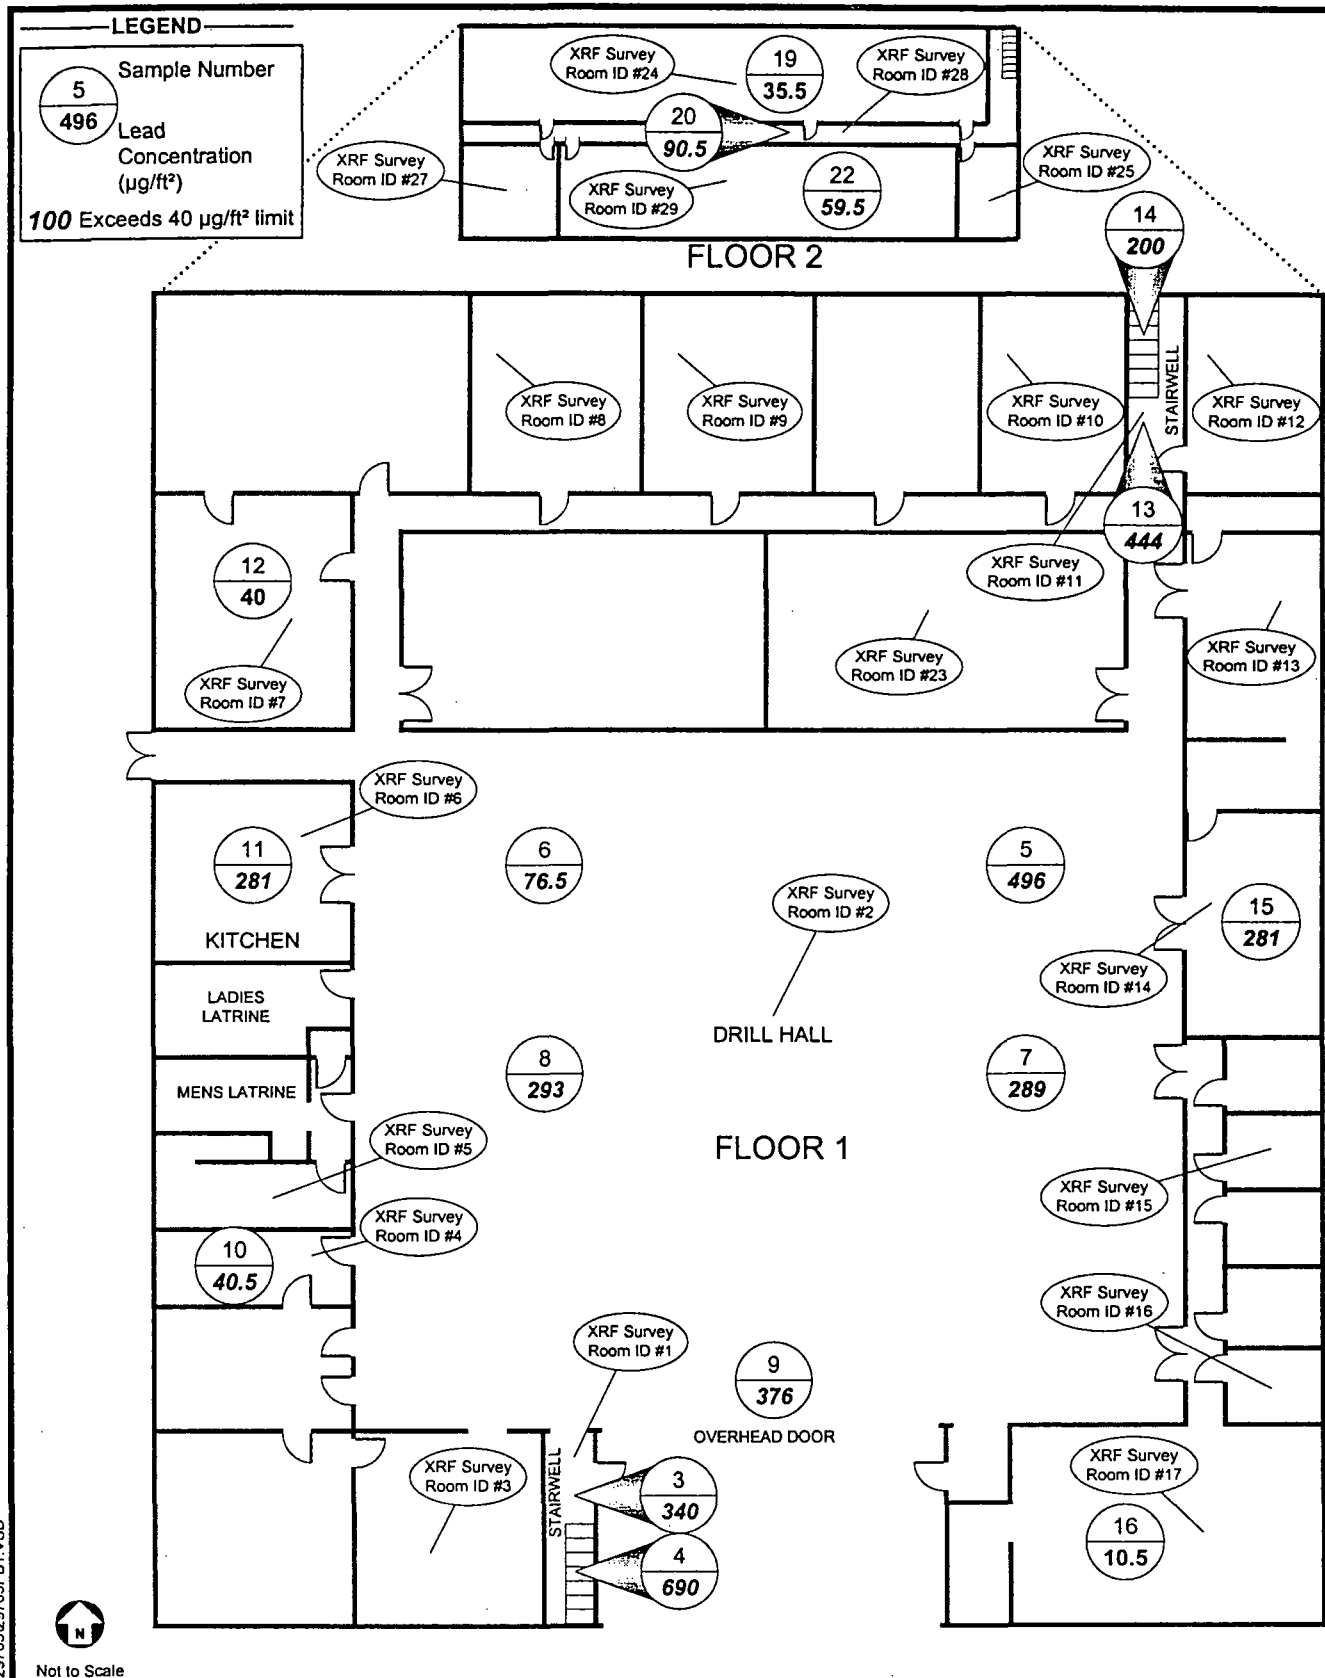 LEGEND
5
496
Sample Number
Lead
Concentration
(µg/ft²)
100 Exceeds 40 µg/ft² limit
XRF Survey
Room ID #24
19
35.5
XRF Survey
Room ID #28
20
90.5
XRF Survey
Room ID #27
XRF Survey
Room ID #29
22
59.5
XRF Survey
Room ID #25
FLOOR 2
14
200
XRF Survey
Room ID #8
XRF Survey
Room ID #9
XRF Survey
Room ID #10
STAIRWELL
XRF Survey
Room ID #12
13
444
12
40
XRF Survey
Room ID #11
XRF Survey
Room ID #7
XRF Survey
Room ID #23
XRF Survey
Room ID #13
XRF Survey
Room ID #6
11
281
KITCHEN
6
76.5
5
496
XRF Survey
Room ID #2
15
281
XRF Survey
Room ID #14
LADIES
LATRINE
DRILL HALL
8
293
7
289
MENS LATRINE
XRF Survey
Room ID #5
FLOOR 1
XRF Survey
Room ID #15
XRF Survey
Room ID #4
10
40.5
XRF Survey
Room ID #16
XRF Survey
Room ID #1
9
376
OVERHEAD DOOR
XRF Survey
Room ID #3
STAIRWELL
3
340
4
690
XRF Survey
Room ID #17
16
10.5
N
Not to Scale